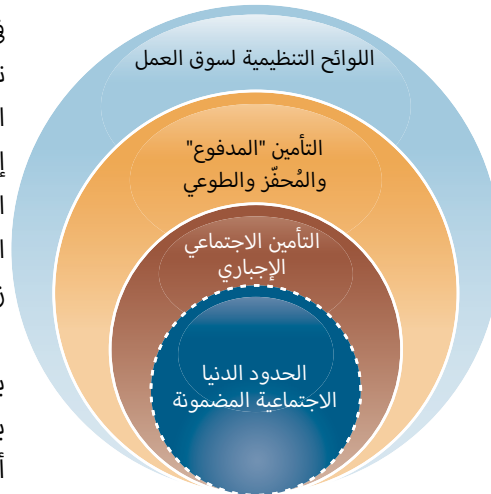 اللوائح التنظيمية لسوق العمل
التأمين "المدفوع"
والمُحفّز والطوعي
التأمين الاجتماعي
الإجباري
الحدود الدنيا
الاجتماعية المضمونة